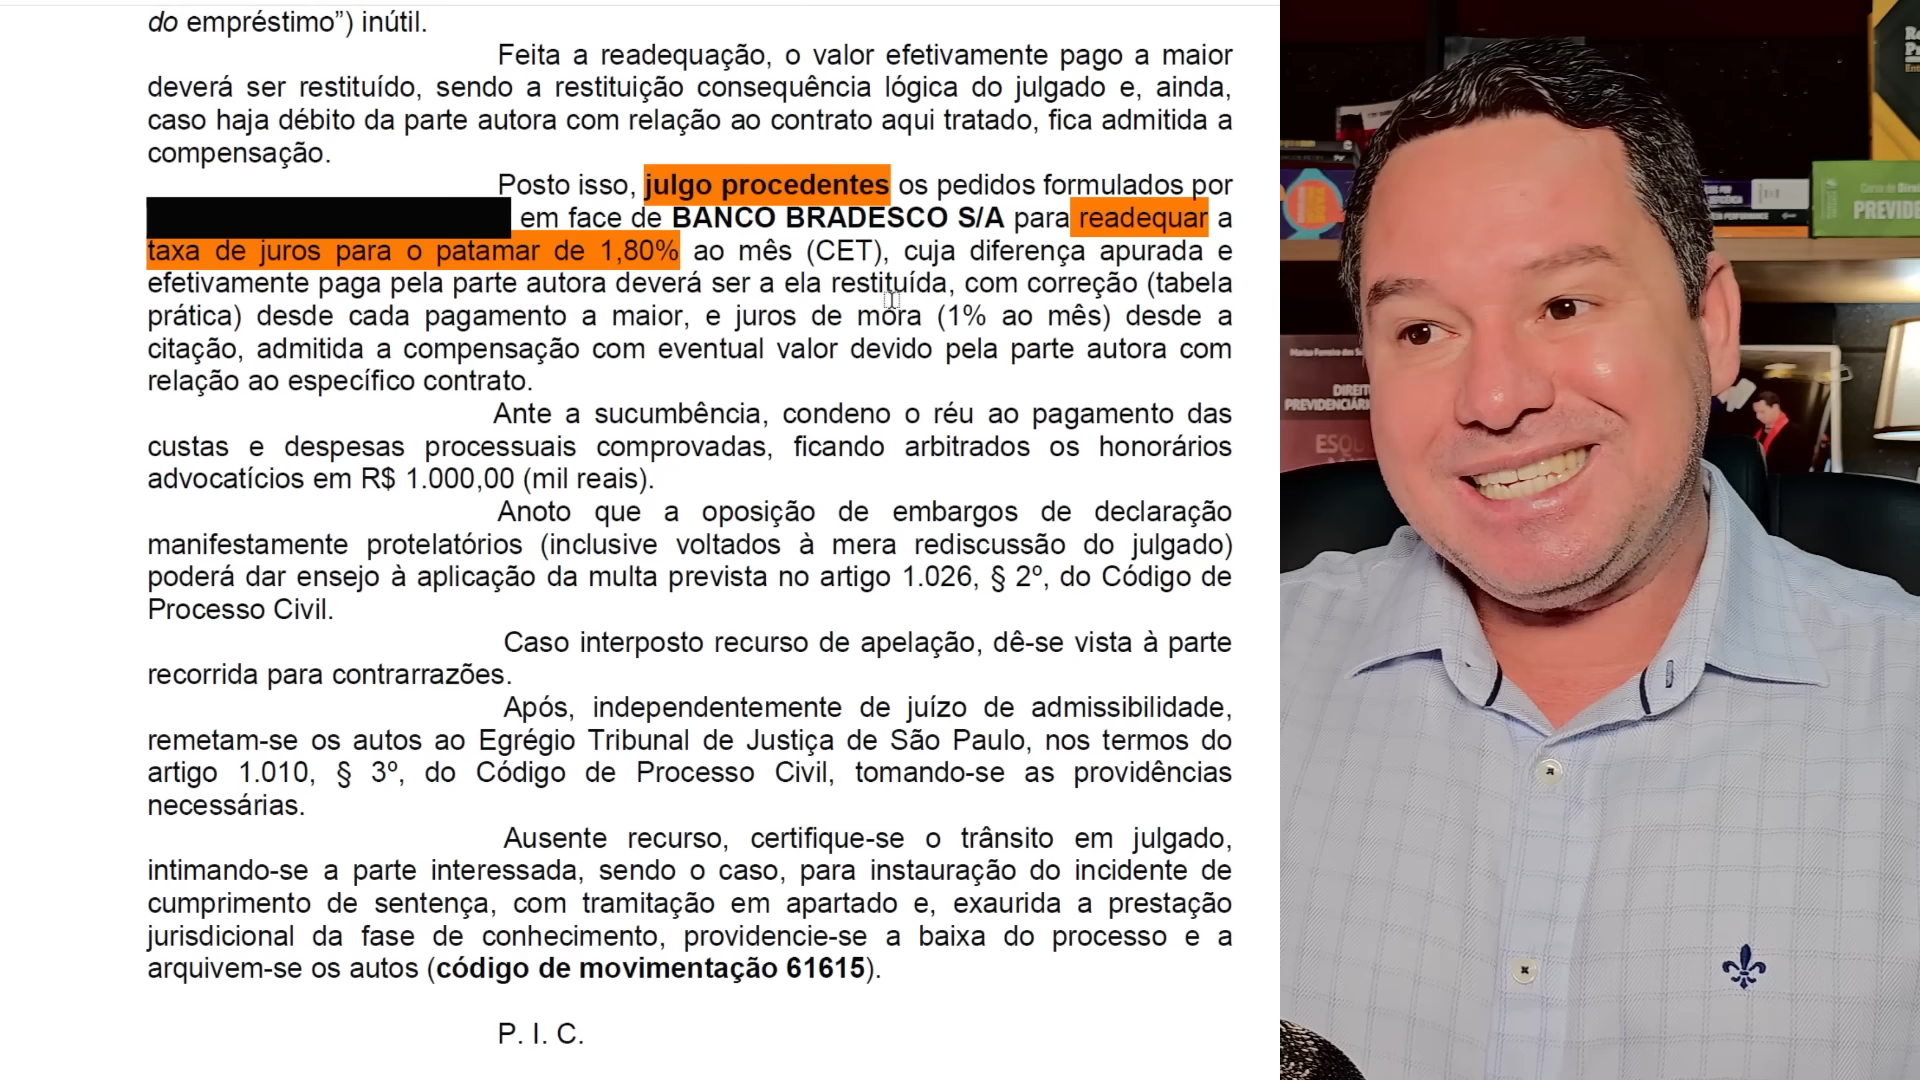 do empréstimo”) inútil.
Feita a readequação, o valor efetivamente pago a maior
deverá ser restituído, sendo a restituição consequência lógica do julgado e, ainda,
caso haja débito da parte autora com relação ao contrato aqui tratado, fica admitida a
compensação.
Posto isso, julgo procedentes os pedidos formulados por
em face de BANCO BRADESCO S/A para readequar a
taxa de juros para o patamar de 1,80% ao mês (CET), cuja diferença apurada e
efetivamente paga pela parte autora deverá ser a ela restituída, com correção (tabela
prática) desde cada pagamento a maior, e juros de mora (1% ao mês) desde a
citação, admitida a compensação com eventual valor devido pela parte autora com
relação ao específico contrato.
Ante a sucumbência, condeno o réu ao pagamento das
custas e despesas processuais comprovadas, ficando arbitrados os honorários
advocatícios em R$ 1.000,00 (mil reais).
Anoto que a oposição de embargos de declaração
manifestamente protelatórios (inclusive voltados à mera rediscussão do julgado)
poderá dar ensejo à aplicação da multa prevista no artigo 1.026, § 2º, do Código de
Processo Civil.
Caso interposto recurso de apelação, dê-se vista à parte
recorrida para contrarrazões.
Após, independentemente de juízo de admissibilidade,
remetam-se os autos ao Egrégio Tribunal de Justiça de São Paulo, nos termos do
artigo 1.010, § 3º, do Código de Processo Civil, tomando-se as providências
necessárias.
Ausente recurso, certifique-se o trânsito em julgado,
intimando-se a parte interessada, sendo o caso, para instauração do incidente de
cumprimento de sentença, com tramitação em apartado e, exaurida a prestação
jurisdicional da fase de conhecimento, providencie-se a baixa do processo e a
arquivem-se os autos (código de movimentação 61615).
P. I. C.
PREVIDE
DIREIT
PREVIDENCIÁRI
ESQU